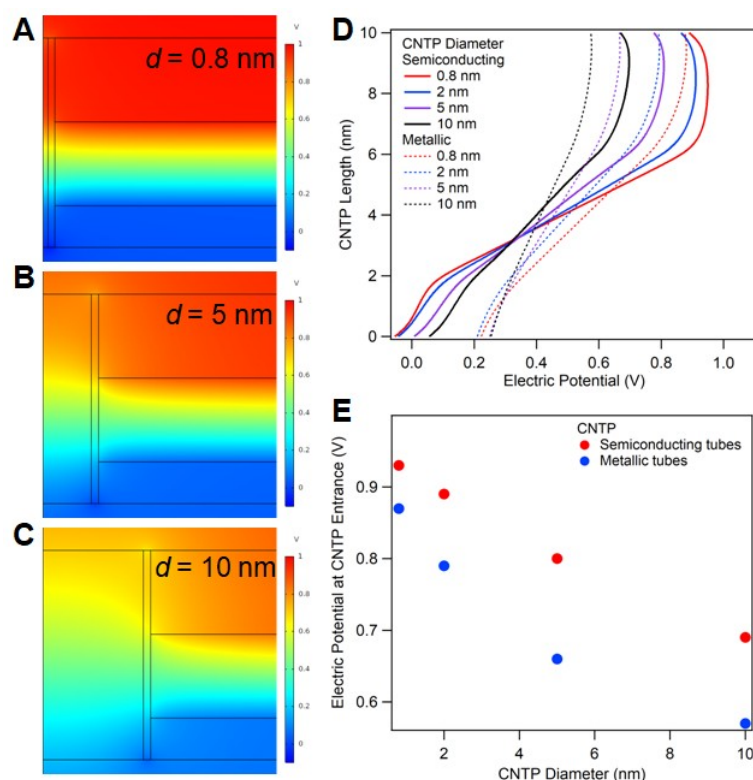 A
d = 0.8 nm
V
1
0.8
0.6
0.4
0.2
0
B
d = 5 nm
V
1
0.8
0.6
0.4
0.2
0
C
d = 10 nm
V
1
0.8
0.6
0.4
0.2
0
D
CNTP Diameter
Semiconducting
0.8 nm
2 nm
5 nm
10 nm
Metallic
0.8 nm
2 nm
5 nm
10 nm
CNTP Length (nm)
10
8
6
4
2
0
0.0 0.2 0.4 0.6 0.8 1.0
Electric Potential (V)
E
CNTP
Semiconducting tubes
Metallic tubes
Electric Potential at CNTP Entrance (V)
0.9
0.8
0.7
0.6
2 4 6 8 10
CNTP Diameter (nm)